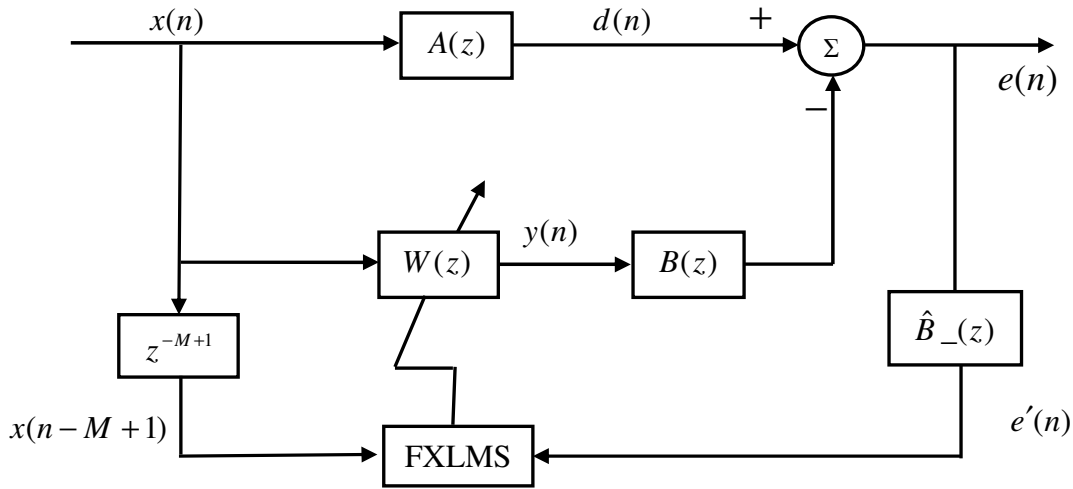 x(n)
A(z)
d(n)
+
Σ
e(n)
−
W(z)
y(n)
B(z)
z^{−M+1}
B̂_(z)
x(n−M+1)
FXLMS
e′(n)